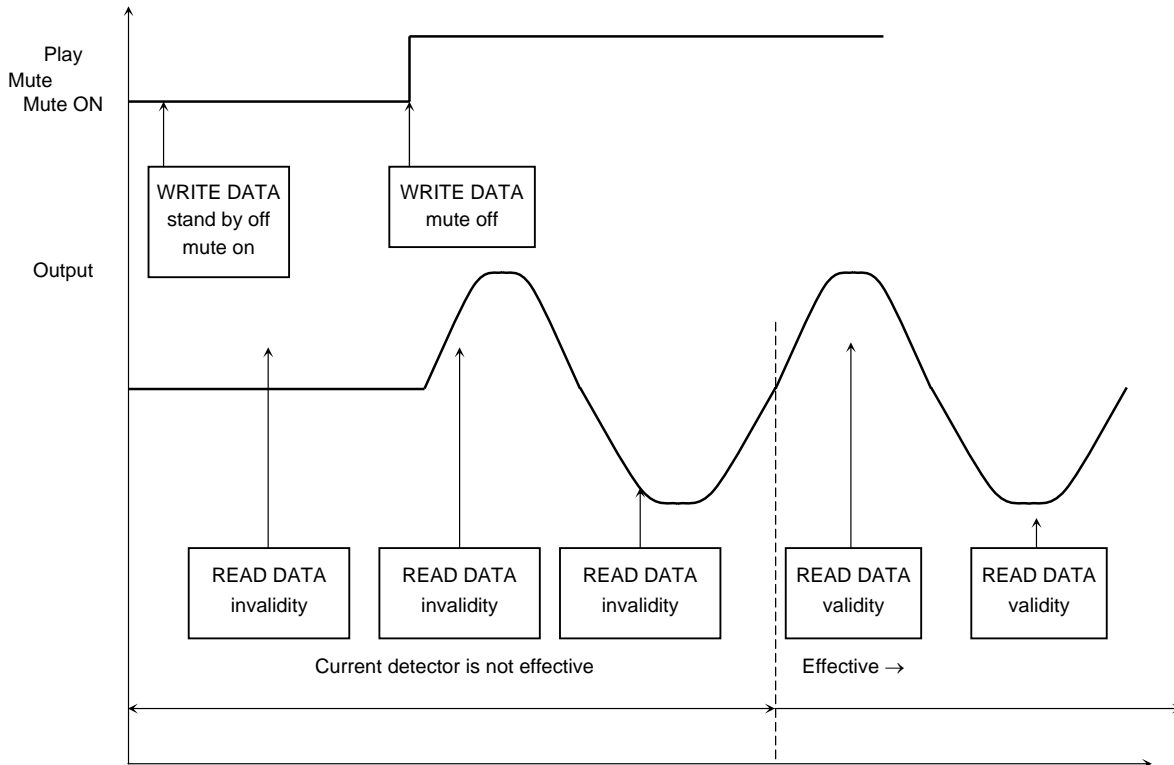 Play
Mute
Mute ON
WRITE DATA
stand by off
mute on
WRITE DATA
mute off
Output
READ DATA
invalidity
READ DATA
invalidity
READ DATA
invalidity
READ DATA
validity
READ DATA
validity
Current detector is not effective
Effective →